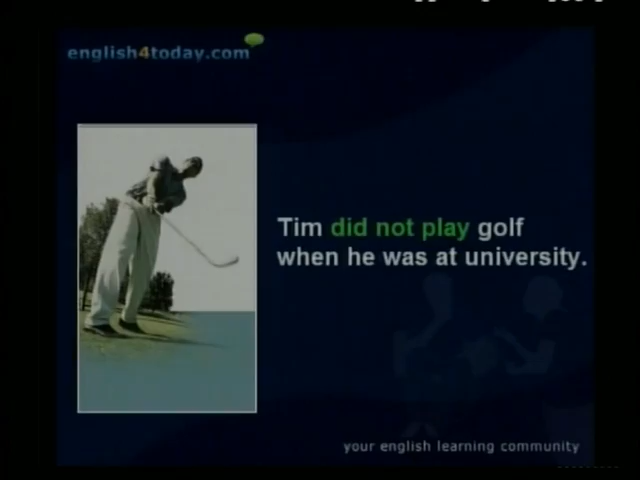 english4today.com
Tim did not play golf
when he was at university.
your english learning community